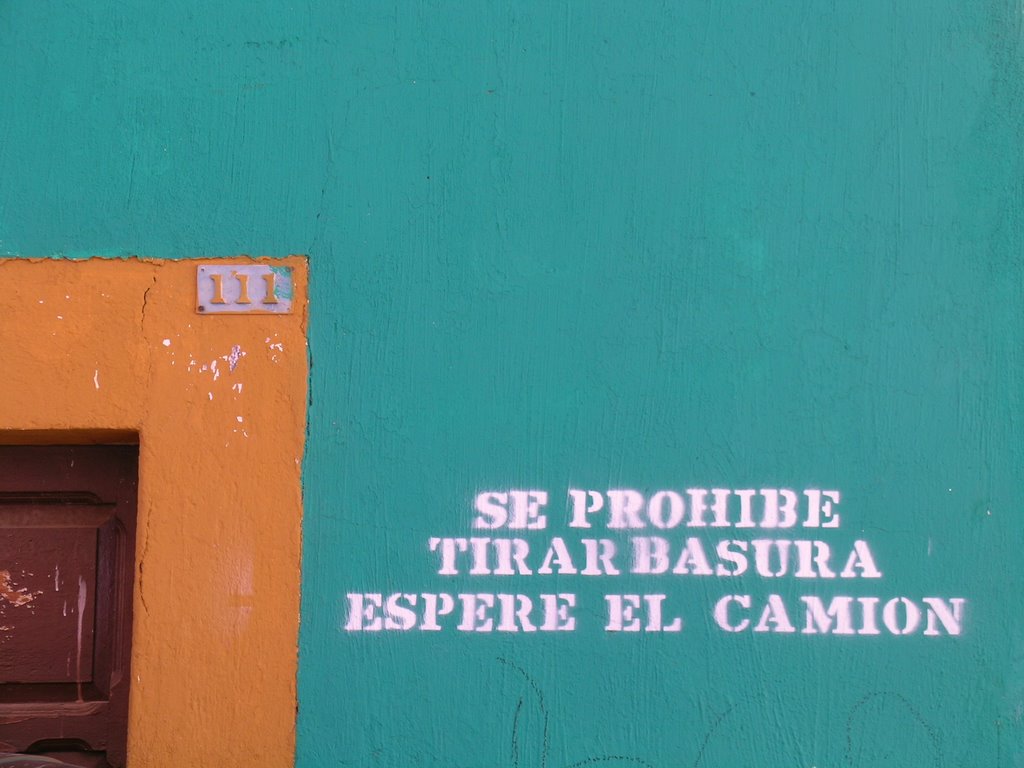 111
SE PROHIBE
TIRAR BASURA
ESPERE EL CAMION